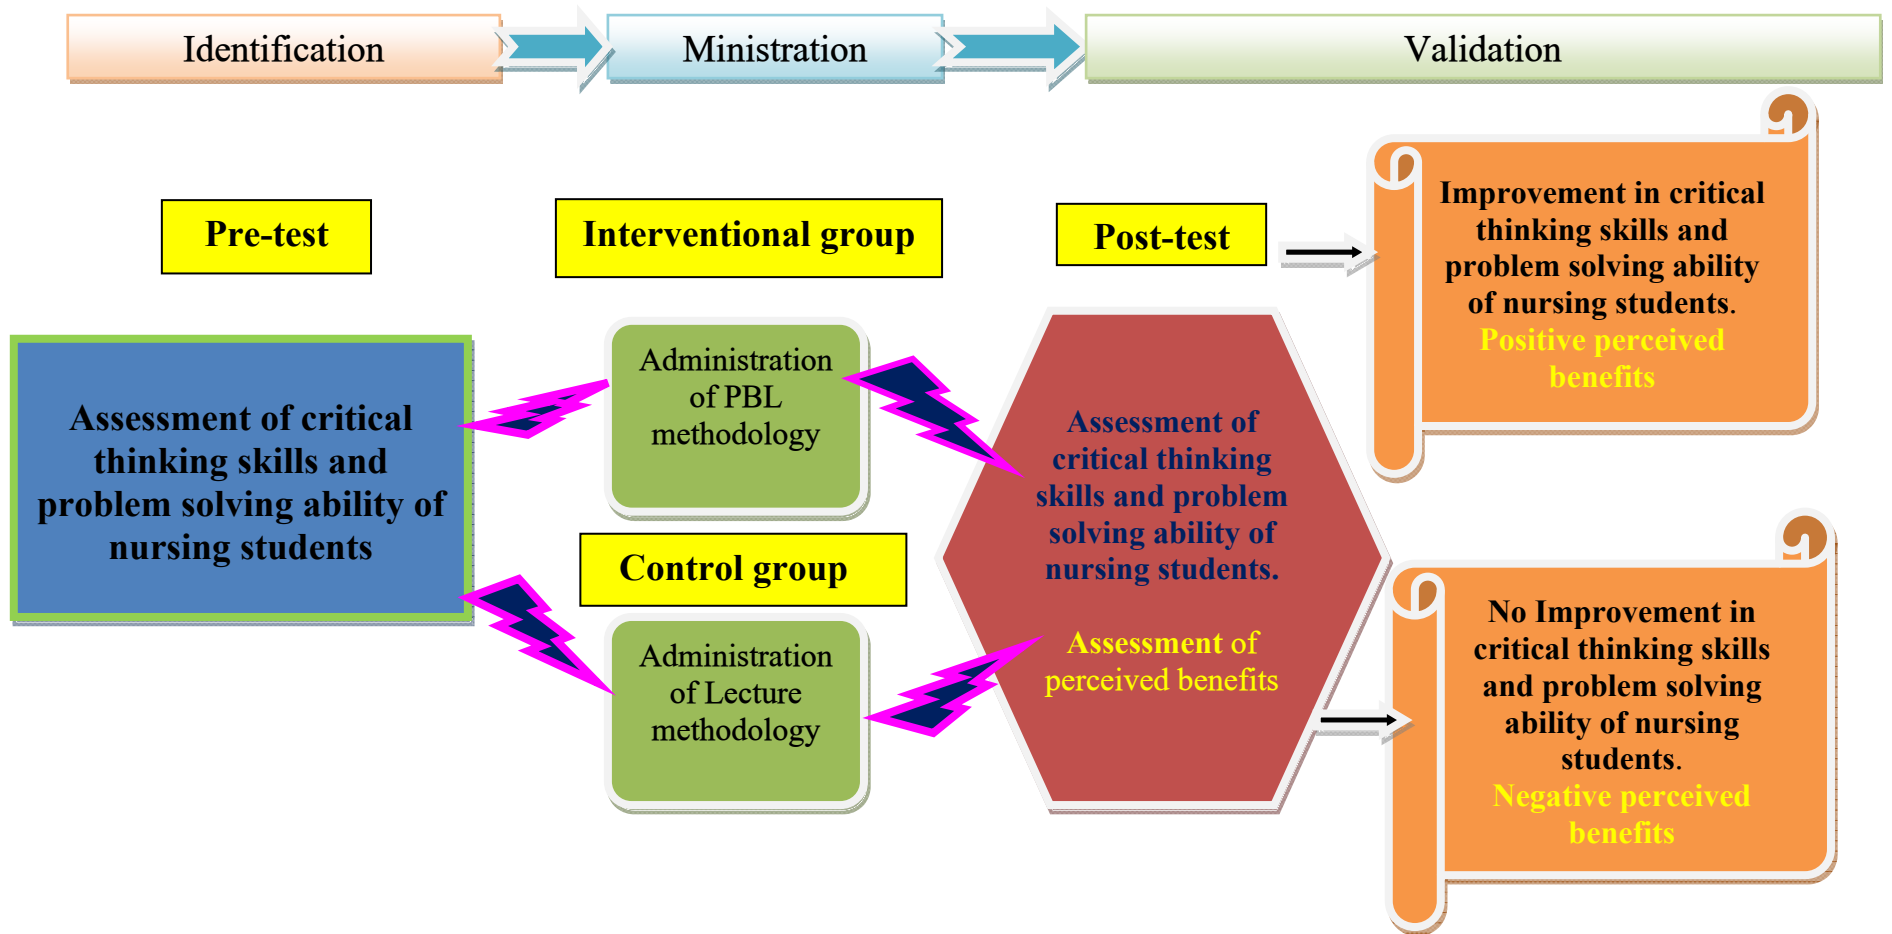 Identification
Ministration
Validation
Pre-test
Interventional group
Post-test
Assessment of critical
thinking skills and
problem solving ability of
nursing students
Administration
of PBL
methodology
Control group
Administration
of Lecture
methodology
Assessment of
critical thinking
skills and problem
solving ability of
nursing students.
Assessment of
perceived benefits
Improvement in critical
thinking skills and
problem solving ability
of nursing students.
Positive perceived
benefits
No Improvement in
critical thinking skills
and problem solving
ability of nursing
students.
Negative perceived
benefits